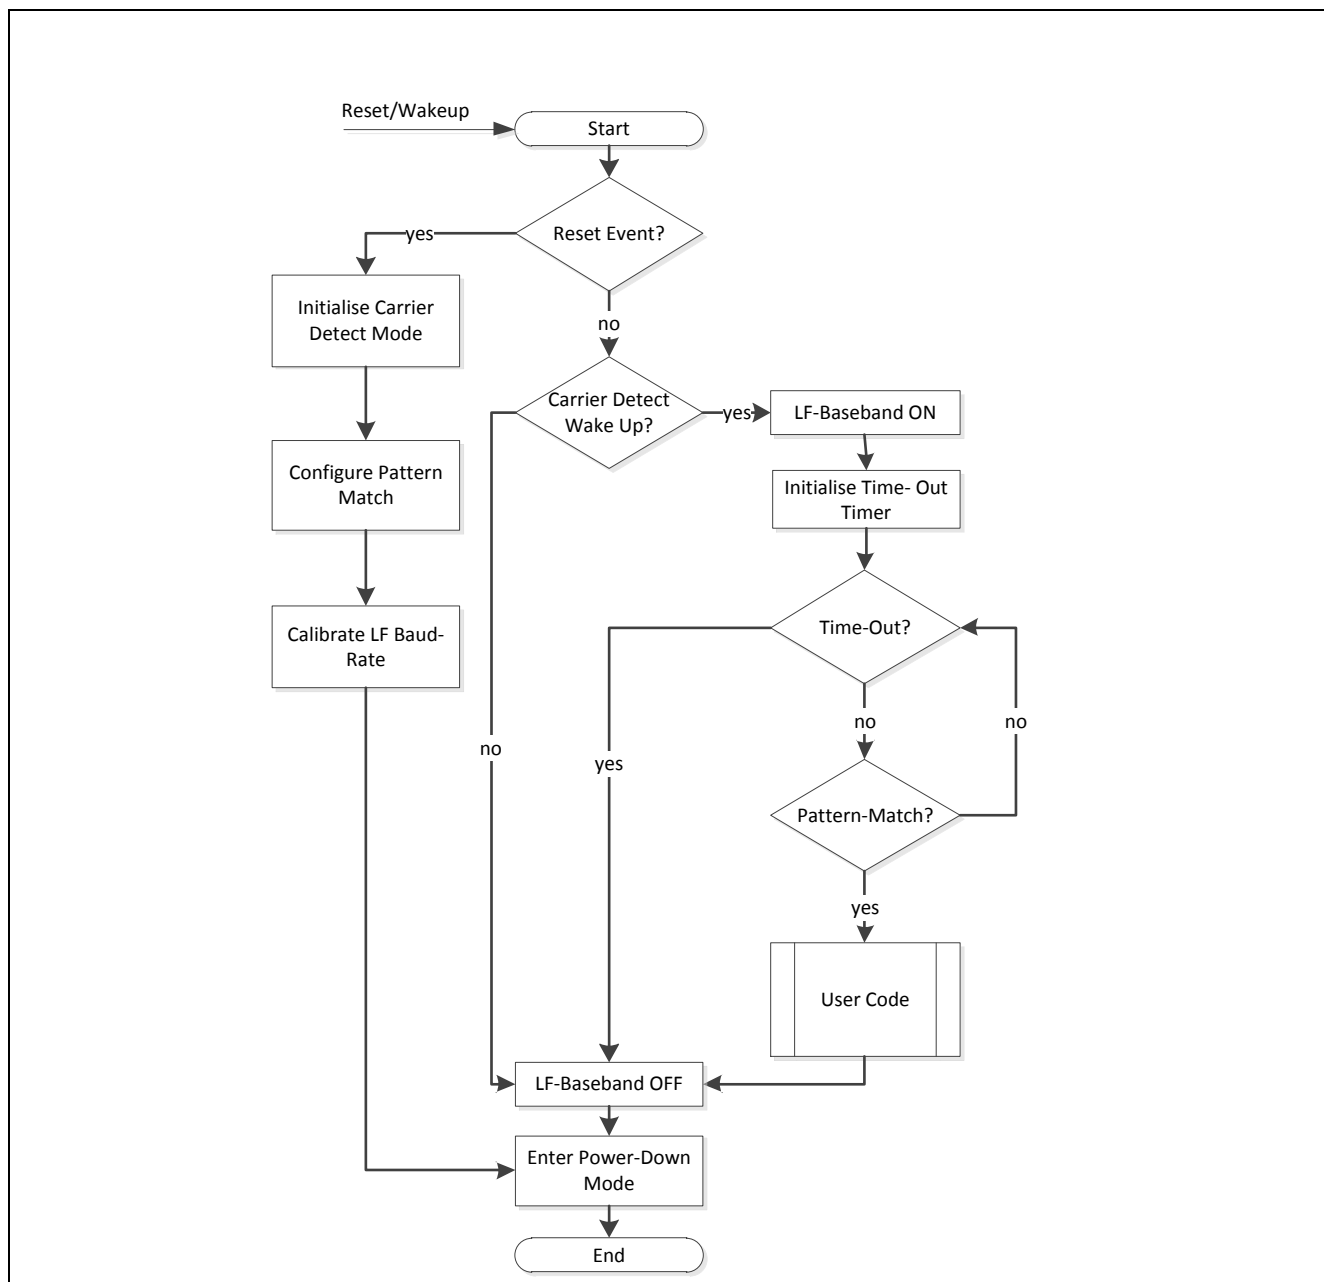 Reset/Wakeup
Start
Reset Event?
yes
no
Initialise Carrier
Detect Mode
Carrier Detect
Wake Up?
yes
LF-Baseband ON
Configure Pattern
Match
Initialise Time- Out
Timer
Calibrate LF Baud-
Rate
Time-Out?
no
no
no
yes
Pattern-Match?
yes
User Code
LF-Baseband OFF
Enter Power-Down
Mode
End